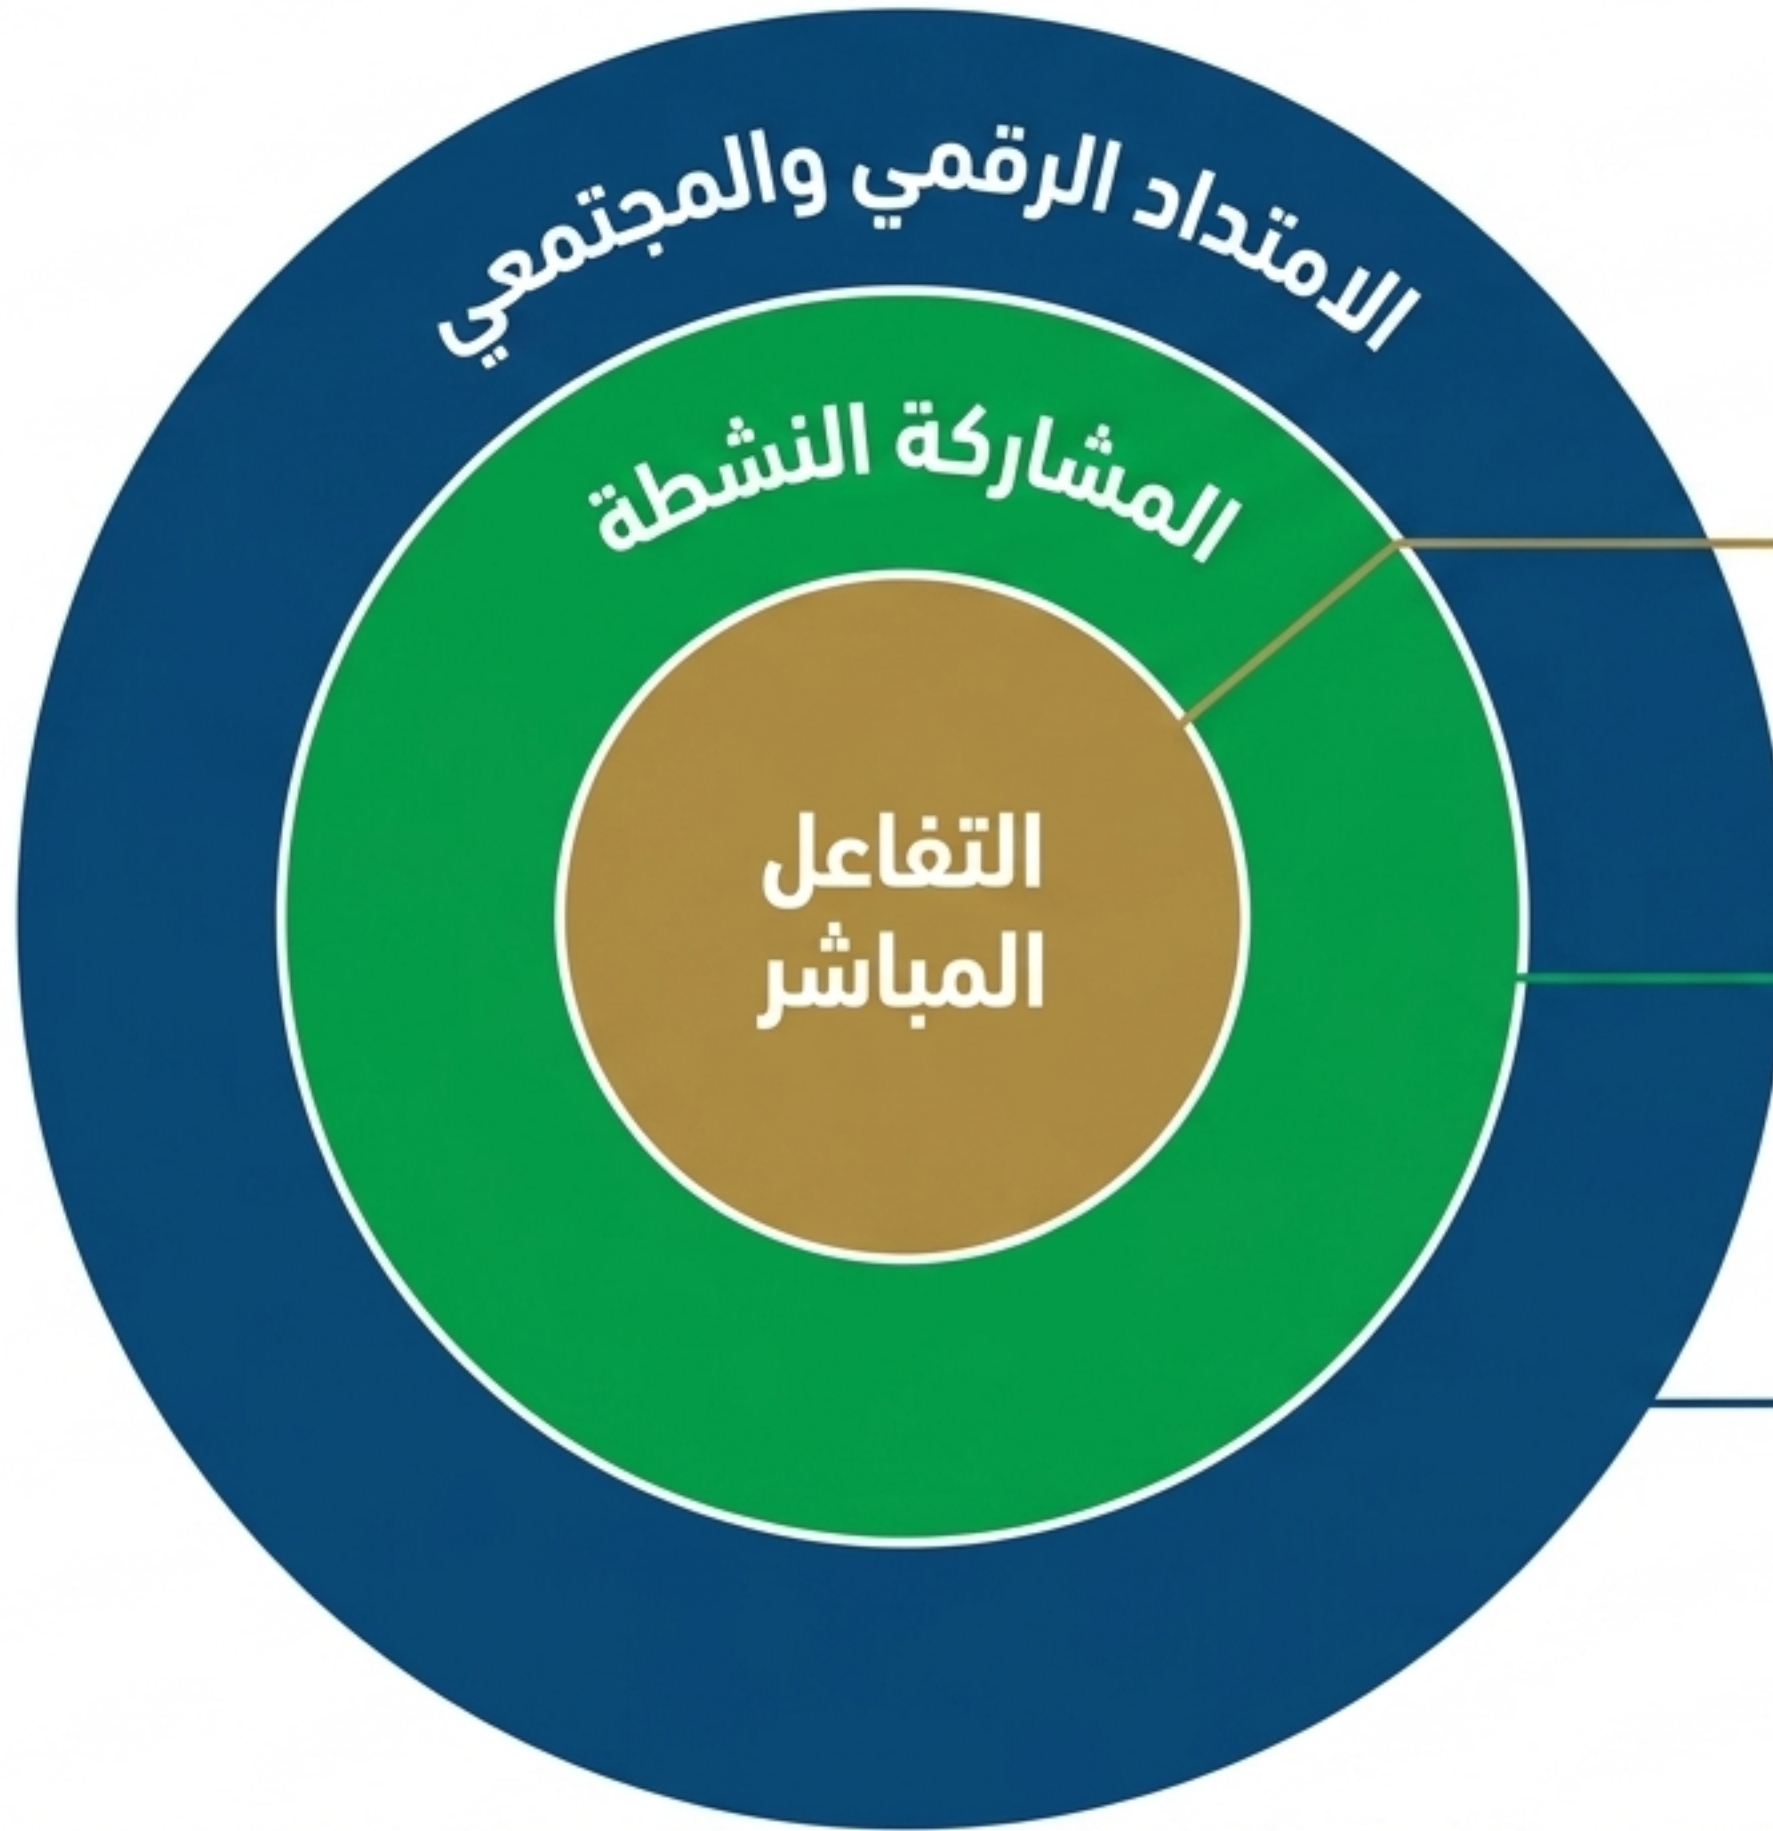 الامتداد الرقمي والمجتمعي
المشاركة النشطة
التفاعل
المباشر